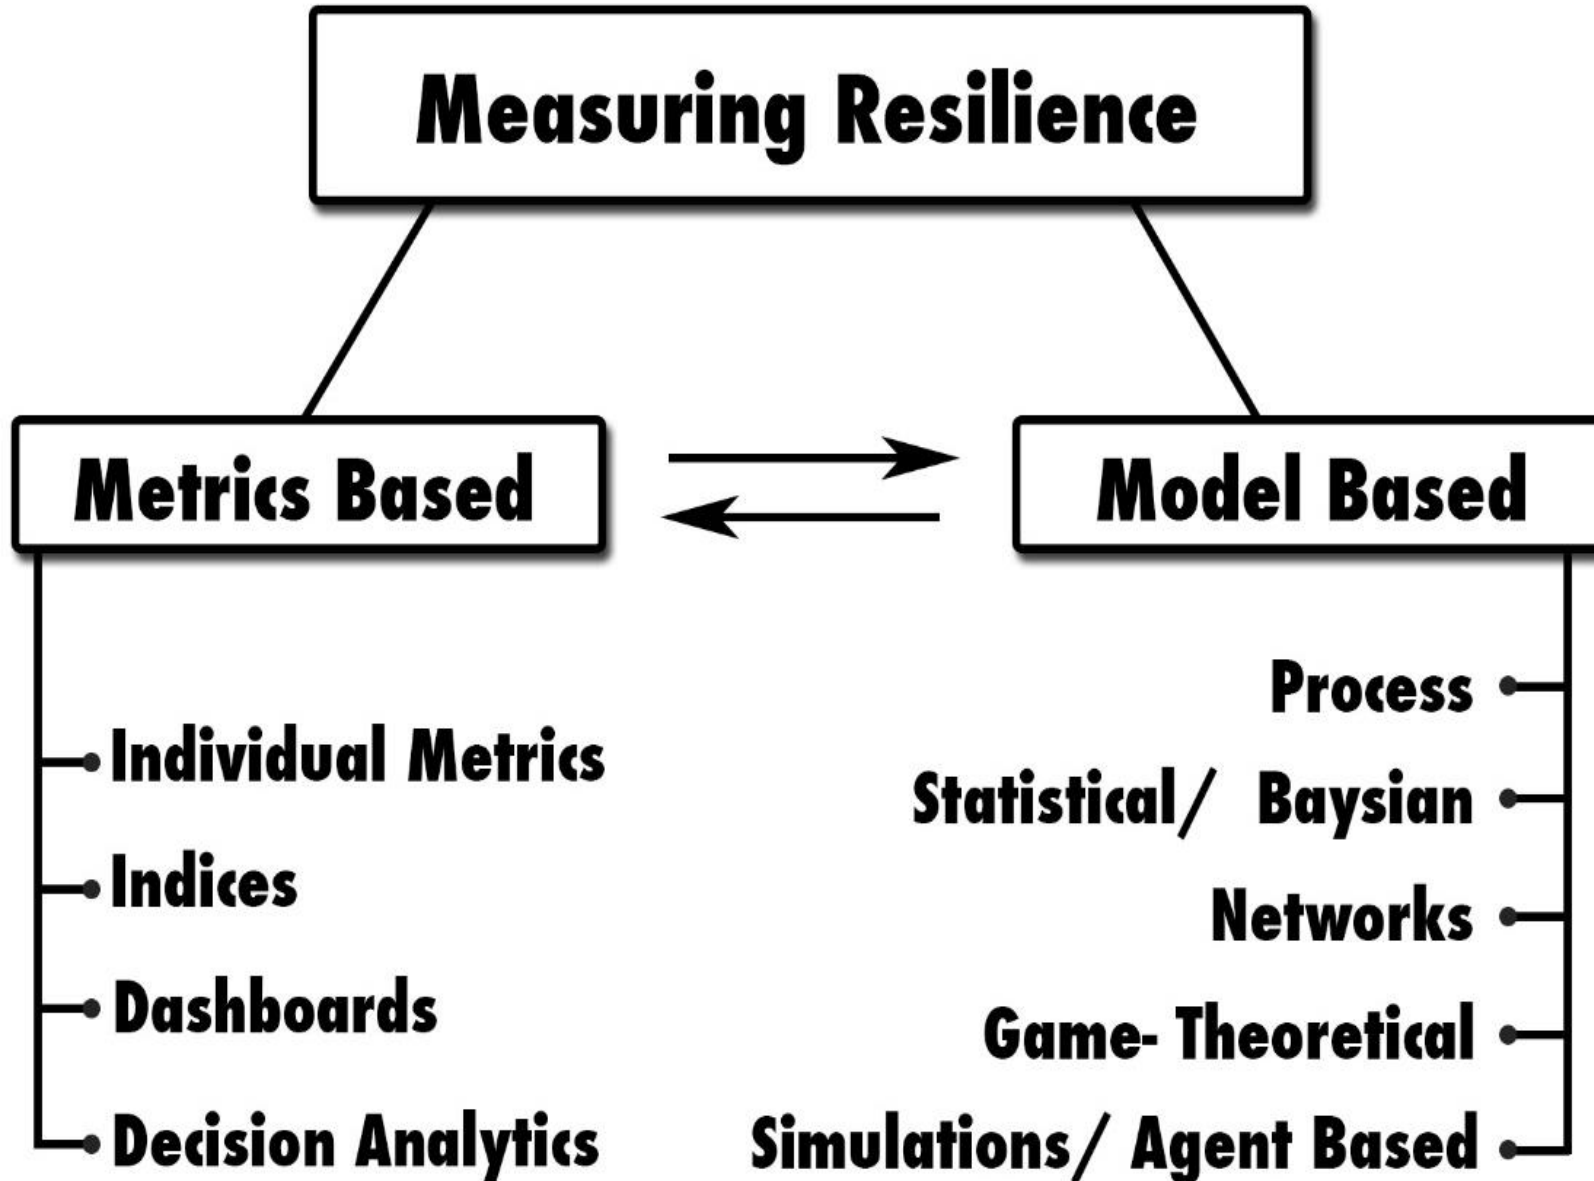 Measuring Resilience
Metrics Based
Model Based
Individual Metrics
Indices
Dashboards
Decision Analytics
Process
Statistical/ Baysian
Networks
Game- Theoretical
Simulations/ Agent Based